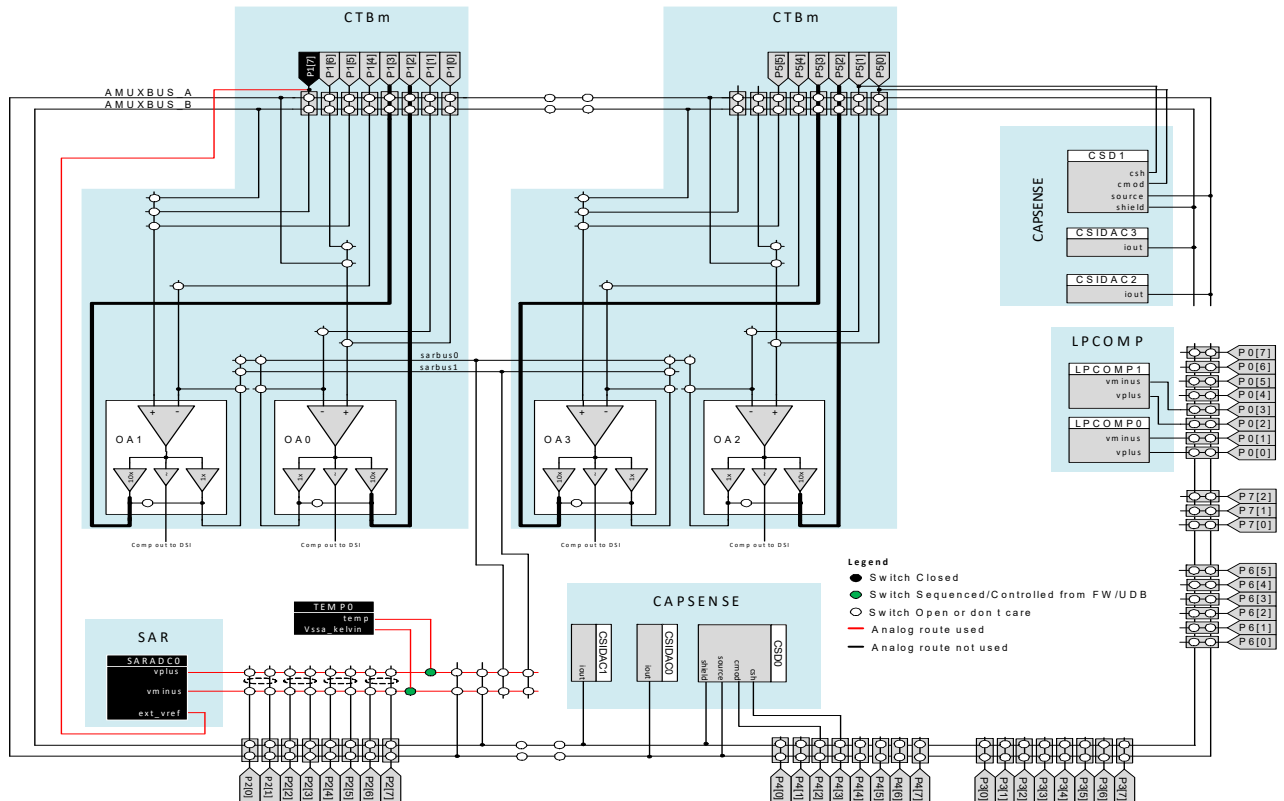 CTBm
CTBm
P1[7]
P1[6]
P1[5]
P1[4]
P1[3]
P1[2]
P1[1]
P1[0]
P5[5]
P5[4]
P5[3]
P5[2]
P5[1]
P5[0]
AMUXBUS A
AMUXBUS B
CAPSENSE
CSD1
csh
cmod
source
shield
CSIDAC3
iout
CSIDAC2
iout
LPCOMP
LPCOMP1
vminus
vplus
LPCOMP0
vminus
vplus
P0[7]
P0[6]
P0[5]
P0[4]
P0[3]
P0[2]
P0[1]
P0[0]
P7[2]
P7[1]
P7[0]
P6[5]
P6[4]
P6[3]
P6[2]
P6[1]
P6[0]
sarbus0
sarbus1
+ -
OA1
10x
-
1x
- +
OA0
1x
-
10x
+ -
OA3
10x
-
1x
- +
OA2
1x
-
10x
Comp out to DSI
Comp out to DSI
Comp out to DSI
Comp out to DSI
Legend
Switch Closed
Switch Sequenced/Controlled from FW/UDB
Switch Open or don t care
Analog route used
Analog route not used
TEMP0
temp
Vssa_kelvin
SAR
SARADC0
vplus
vminus
ext_vref
CAPSENSE
CSIDAC1
iout
CSIDAC0
iout
CSD0
shield
source
cmod
csh
P2[0]
P2[1]
P2[2]
P2[3]
P2[4]
P2[5]
P2[6]
P2[7]
P4[0]
P4[1]
P4[2]
P4[3]
P4[4]
P4[5]
P4[6]
P4[7]
P3[0]
P3[1]
P3[2]
P3[3]
P3[4]
P3[5]
P3[6]
P3[7]